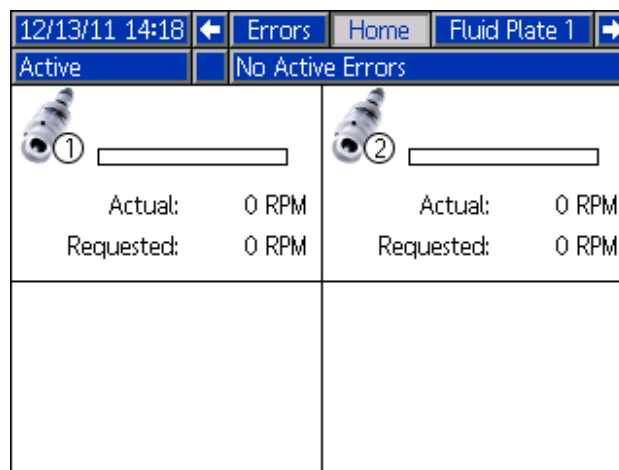 12/13/11 14:18 Errors Home Fluid Plate 1
Active No Active Errors
1 2
Actual: 0 RPM Actual: 0 RPM
Requested: 0 RPM Requested: 0 RPM